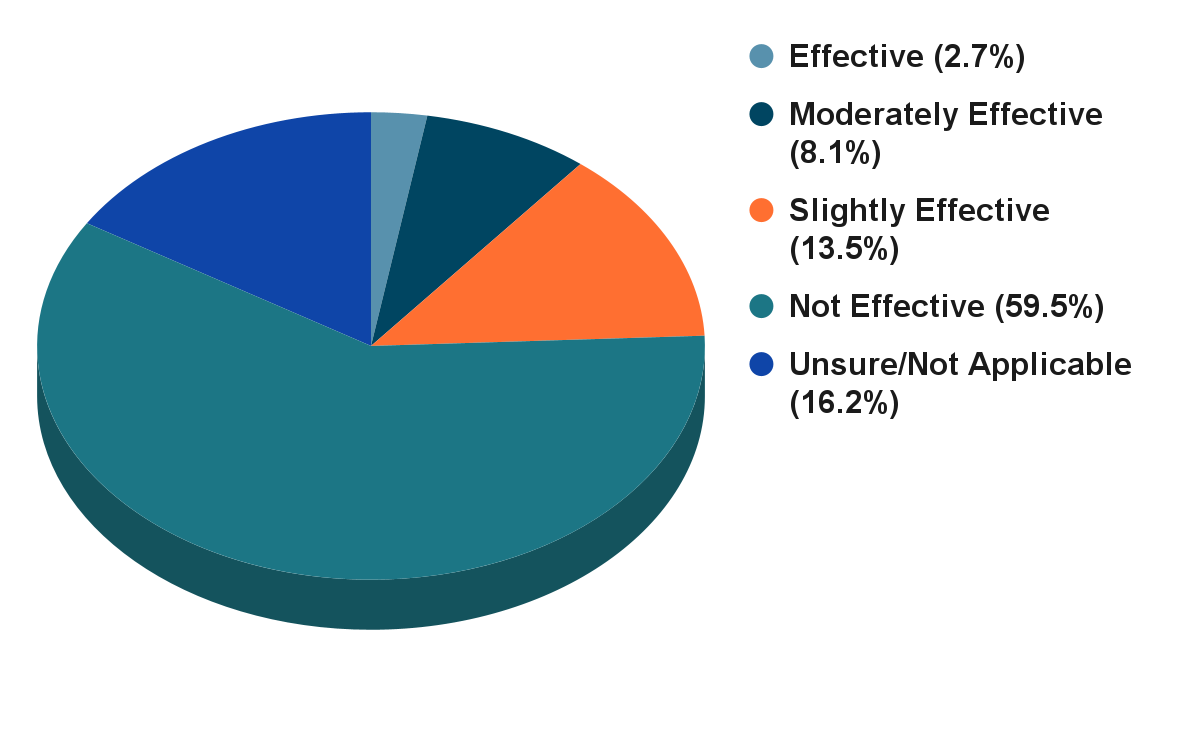 Effective (2.7%)
Moderately Effective
(8.1%)
Slightly Effective
(13.5%)
Not Effective (59.5%)
Unsure/Not Applicable
(16.2%)